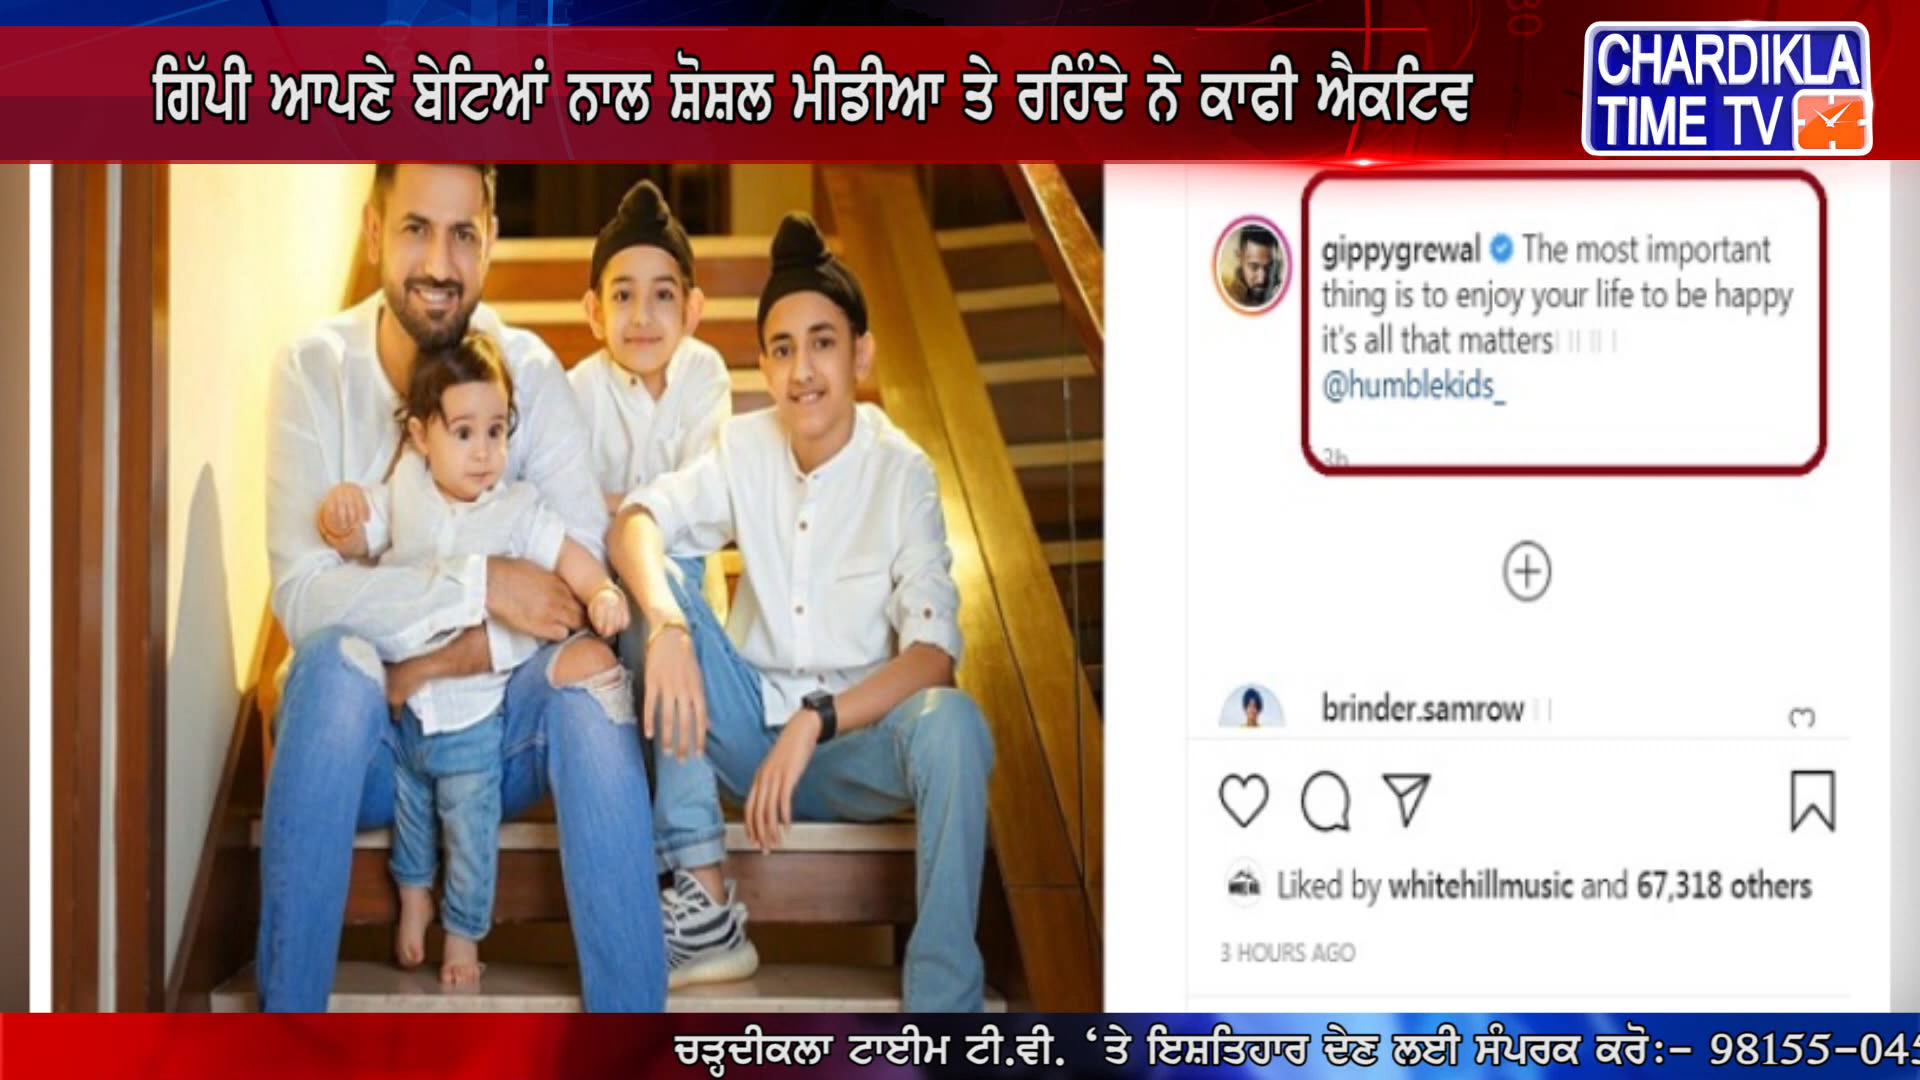 ਗਿੱਪੀ ਆਪਣੇ ਬੇਟਿਆਂ ਨਾਲ ਸ਼ੋਸ਼ਲ ਮੀਡੀਆ ਤੇ ਰਹਿੰਦੇ ਨੇ ਕਾਫੀ ਐਕਟਿਵ
CHARDIKLA
TIME TV
gippygrewal The most important
thing is to enjoy your life to be happy
it's all that matters
@humblekids_
3h
brinder.samrow
Liked by whitehillmusic and 67,318 others
3 HOURS AGO
ਚੜ੍ਹਦੀਕਲਾ ਟਾਈਮ ਟੀ.ਵੀ. ‘ਤੇ ਇਸ਼ਤਿਹਾਰ ਦੇਣ ਲਈ ਸੰਪਰਕ ਕਰੋ:– 98155–045